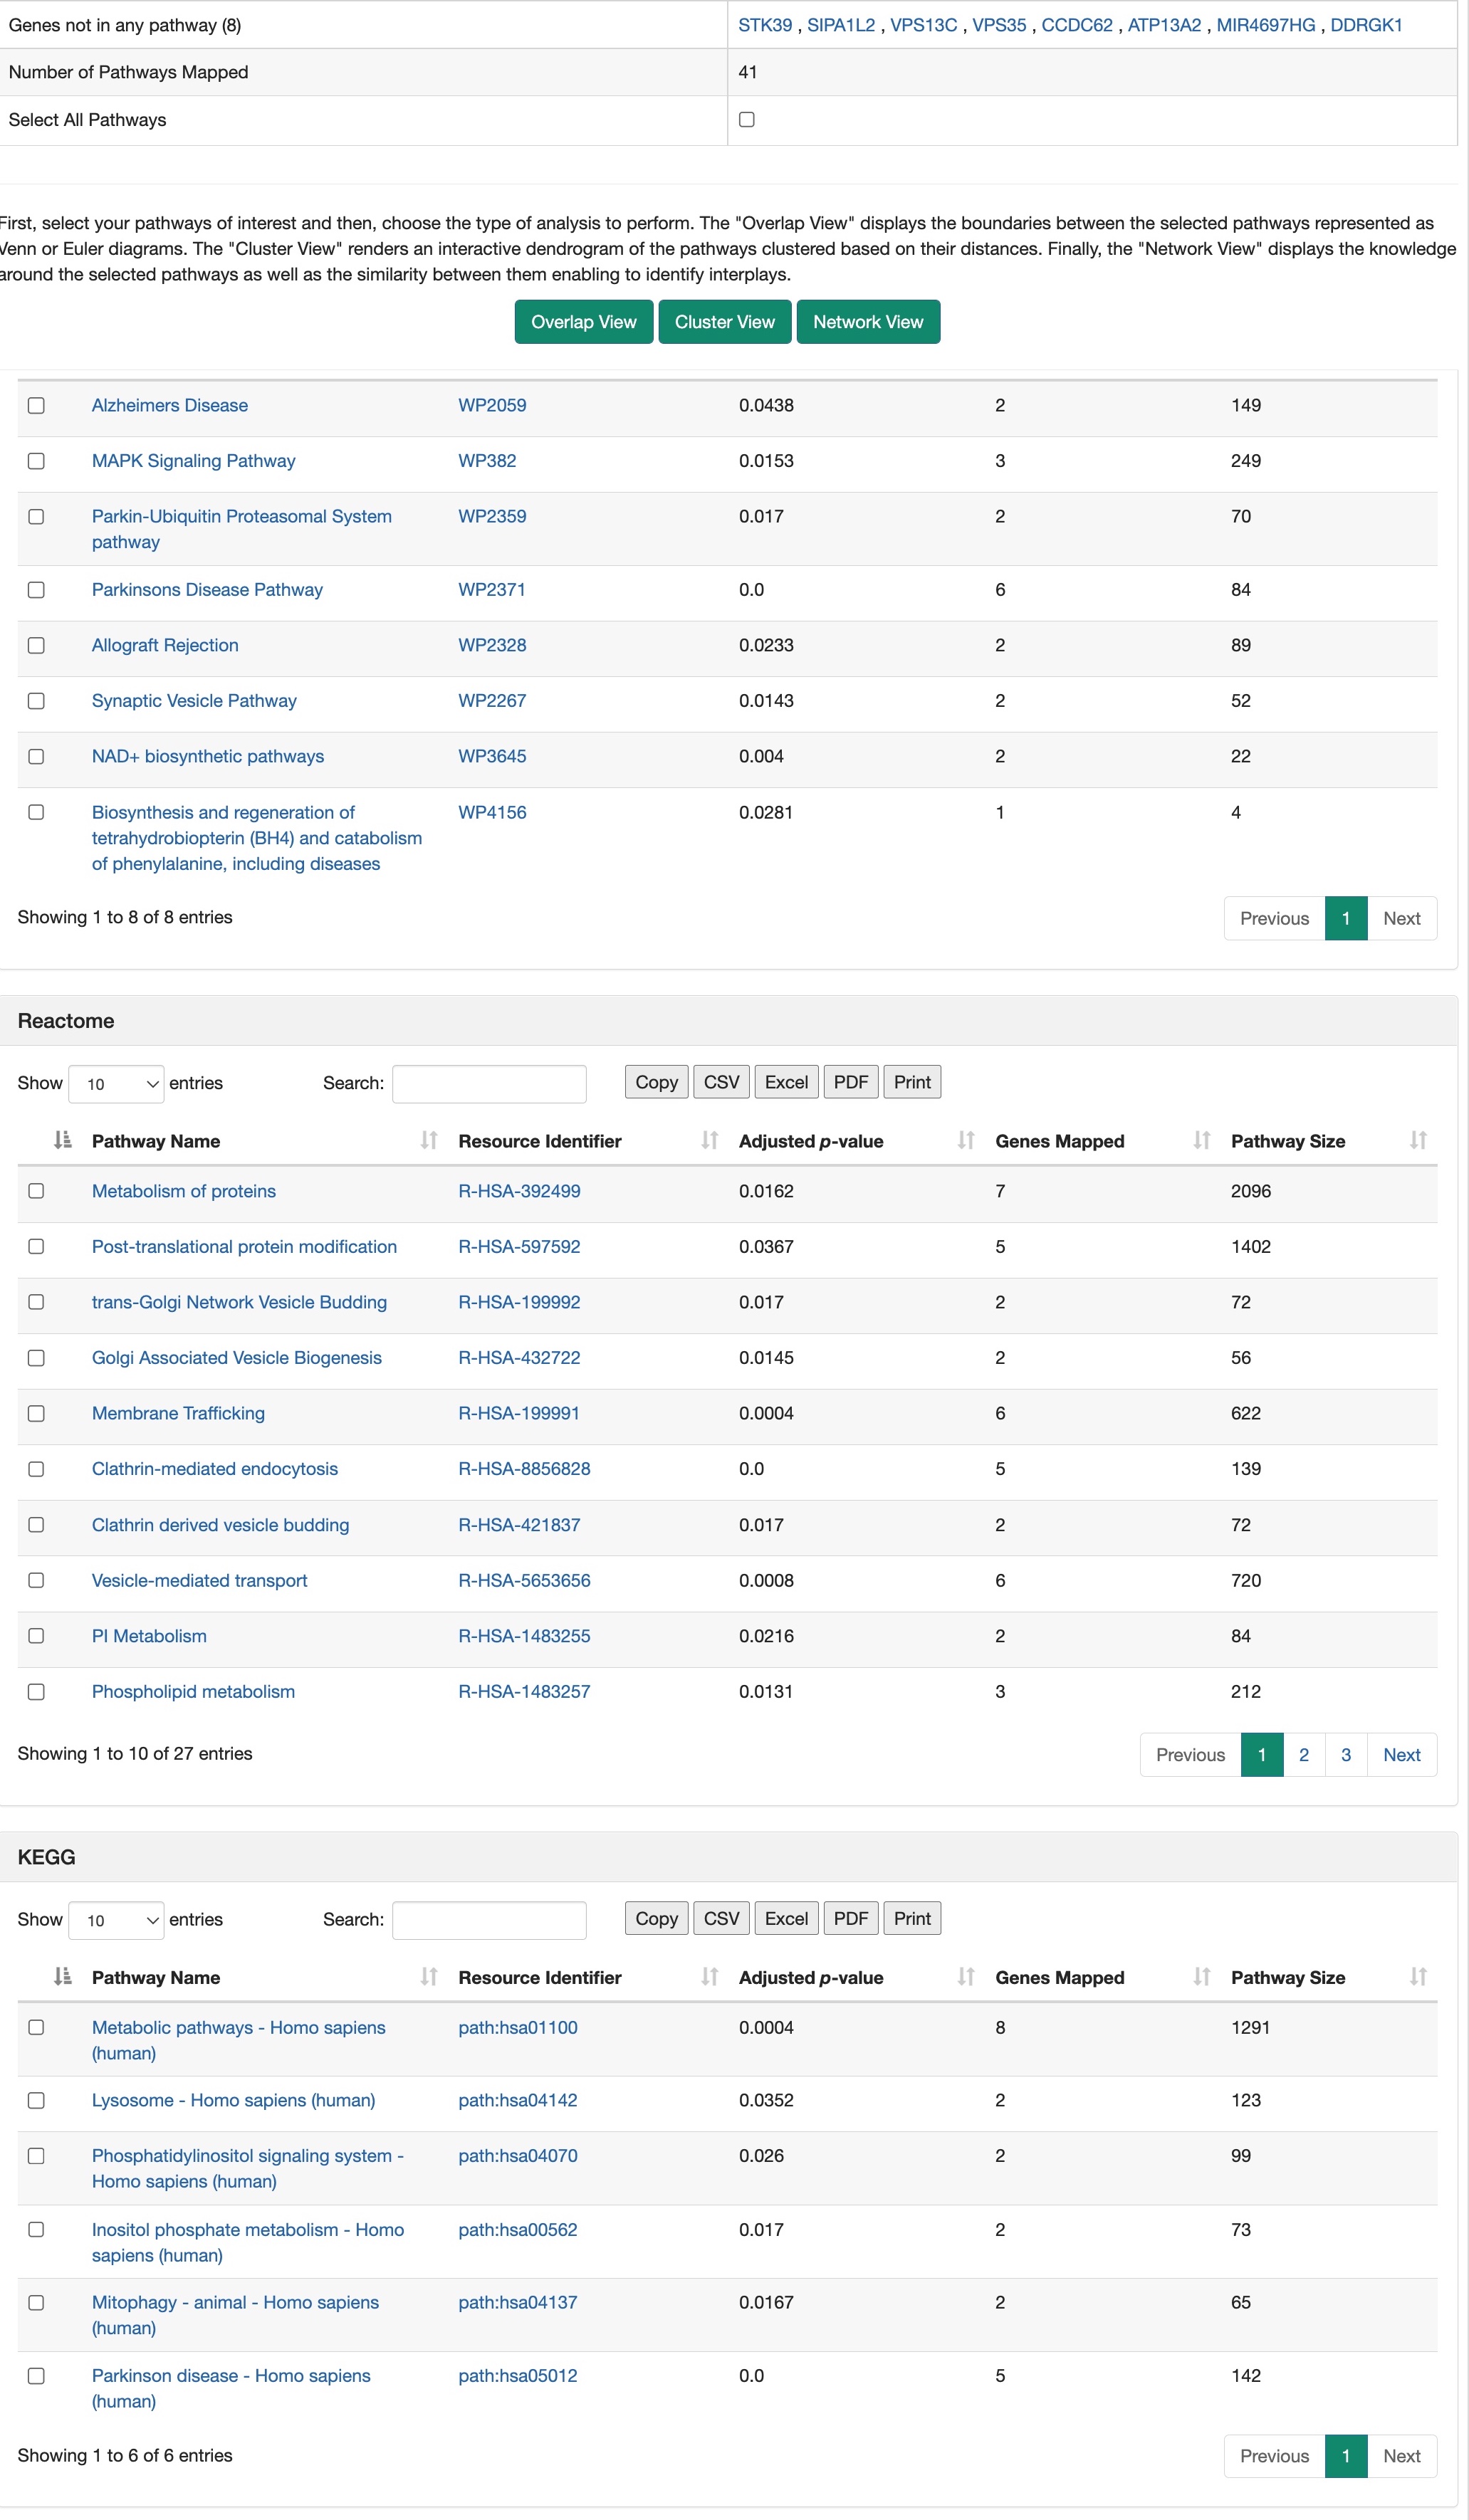 Genes not in any pathway (8) STK39 , SIPA1L2 , VPS13C , VPS35 , CCDC62 , ATP13A2 , MIR4697HG , DDRGK1
Number of Pathways Mapped 41
Select All Pathways
First, select your pathways of interest and then, choose the type of analysis to perform. The "Overlap View" displays the boundaries between the selected pathways represented as
Venn or Euler diagrams. The "Cluster View" renders an interactive dendrogram of the pathways clustered based on their distances. Finally, the "Network View" displays the knowledge
around the selected pathways as well as the similarity between them enabling to identify interplays.
Overlap View Cluster View Network View
Alzheimers Disease WP2059 0.0438 2 149
MAPK Signaling Pathway WP382 0.0153 3 249
Parkin-Ubiquitin Proteasomal System WP2359 0.017 2 70
pathway
Parkinsons Disease Pathway WP2371 0.0 6 84
Allograft Rejection WP2328 0.0233 2 89
Synaptic Vesicle Pathway WP2267 0.0143 2 52
NAD+ biosynthetic pathways WP3645 0.004 2 22
Biosynthesis and regeneration of WP4156 0.0281 1 4
tetrahydrobiopterin (BH4) and catabolism
of phenylalanine, including diseases
Showing 1 to 8 of 8 entries Previous 1 Next
Reactome
Show 10 entries Search: Copy CSV Excel PDF Print
Pathway Name Resource Identifier Adjusted p-value Genes Mapped Pathway Size
Metabolism of proteins R-HSA-392499 0.0162 7 2096
Post-translational protein modification R-HSA-597592 0.0367 5 1402
trans-Golgi Network Vesicle Budding R-HSA-199992 0.017 2 72
Golgi Associated Vesicle Biogenesis R-HSA-432722 0.0145 2 56
Membrane Trafficking R-HSA-199991 0.0004 6 622
Clathrin-mediated endocytosis R-HSA-8856828 0.0 5 139
Clathrin derived vesicle budding R-HSA-421837 0.017 2 72
Vesicle-mediated transport R-HSA-5653656 0.0008 6 720
PI Metabolism R-HSA-1483255 0.0216 2 84
Phospholipid metabolism R-HSA-1483257 0.0131 3 212
Showing 1 to 10 of 27 entries Previous 1 2 3 Next
KEGG
Show 10 entries Search: Copy CSV Excel PDF Print
Pathway Name Resource Identifier Adjusted p-value Genes Mapped Pathway Size
Metabolic pathways - Homo sapiens path:hsa01100 0.0004 8 1291
(human)
Lysosome - Homo sapiens (human) path:hsa04142 0.0352 2 123
Phosphatidylinositol signaling system - path:hsa04070 0.026 2 99
Homo sapiens (human)
Inositol phosphate metabolism - Homo path:hsa00562 0.017 2 73
sapiens (human)
Mitophagy - animal - Homo sapiens path:hsa04137 0.0167 2 65
(human)
Parkinson disease - Homo sapiens path:hsa05012 0.0 5 142
(human)
Showing 1 to 6 of 6 entries Previous 1 Next